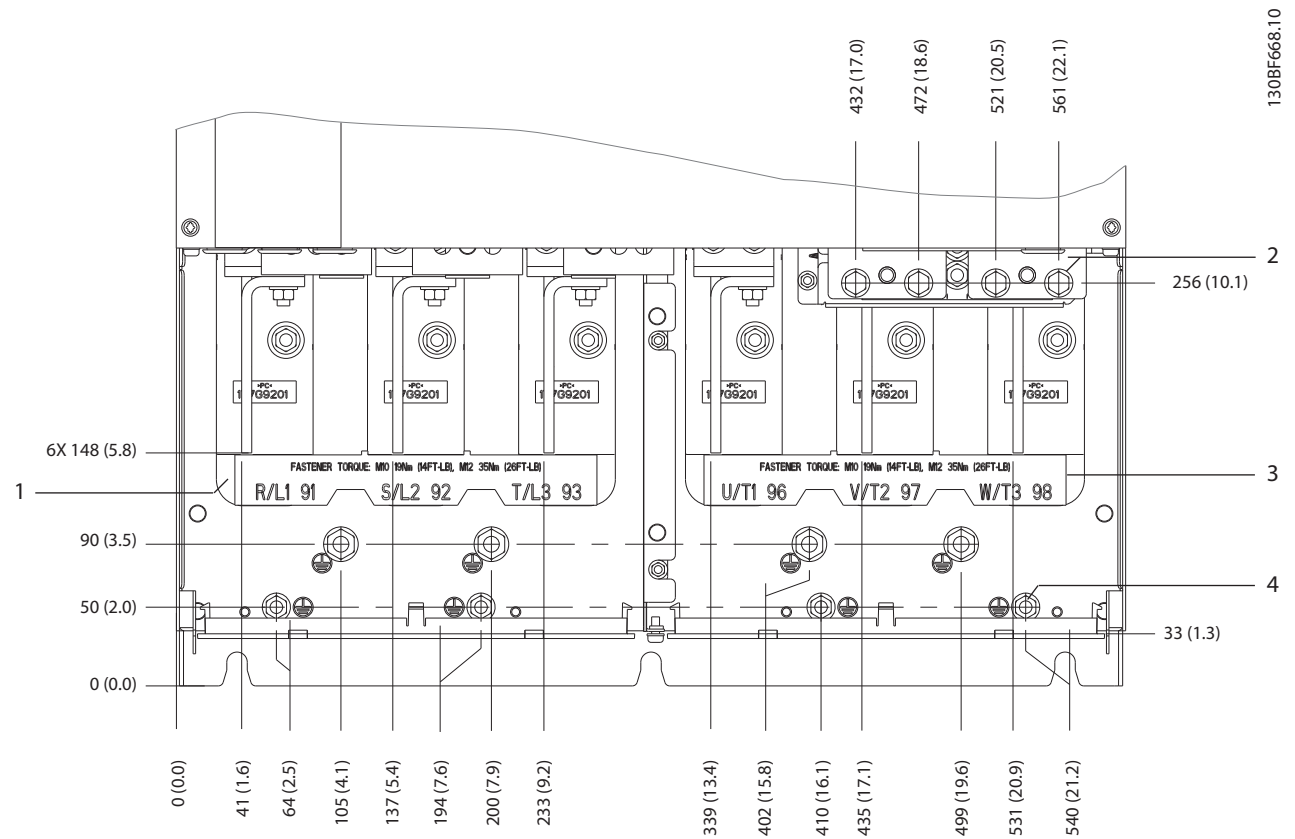 130BF668.10
432 (17.0)
472 (18.6)
521 (20.5)
561 (22.1)
2
256 (10.1)
»PC«
»PC«
»PC«
»PC«
»PC«
»PC«
6X 148 (5.8)
FASTENER TORQUE: M10 19Nm (14FT-LB), M12 35Nm (26FT-LB)
FASTENER TORQUE: M10 19Nm (14FT-LB), M12 35Nm (26FT-LB)
3
1
R/L1 91 S/L2 92 T/L3 93
U/T1 96 V/T2 97 W/T3 98
90 (3.5)
4
50 (2.0)
33 (1.3)
0 (0.0)
0 (0.0)
41 (1.6)
64 (2.5)
105 (4.1)
137 (5.4)
194 (7.6)
200 (7.9)
233 (9.2)
339 (13.4)
402 (15.8)
410 (16.1)
435 (17.1)
499 (19.6)
531 (20.9)
540 (21.2)